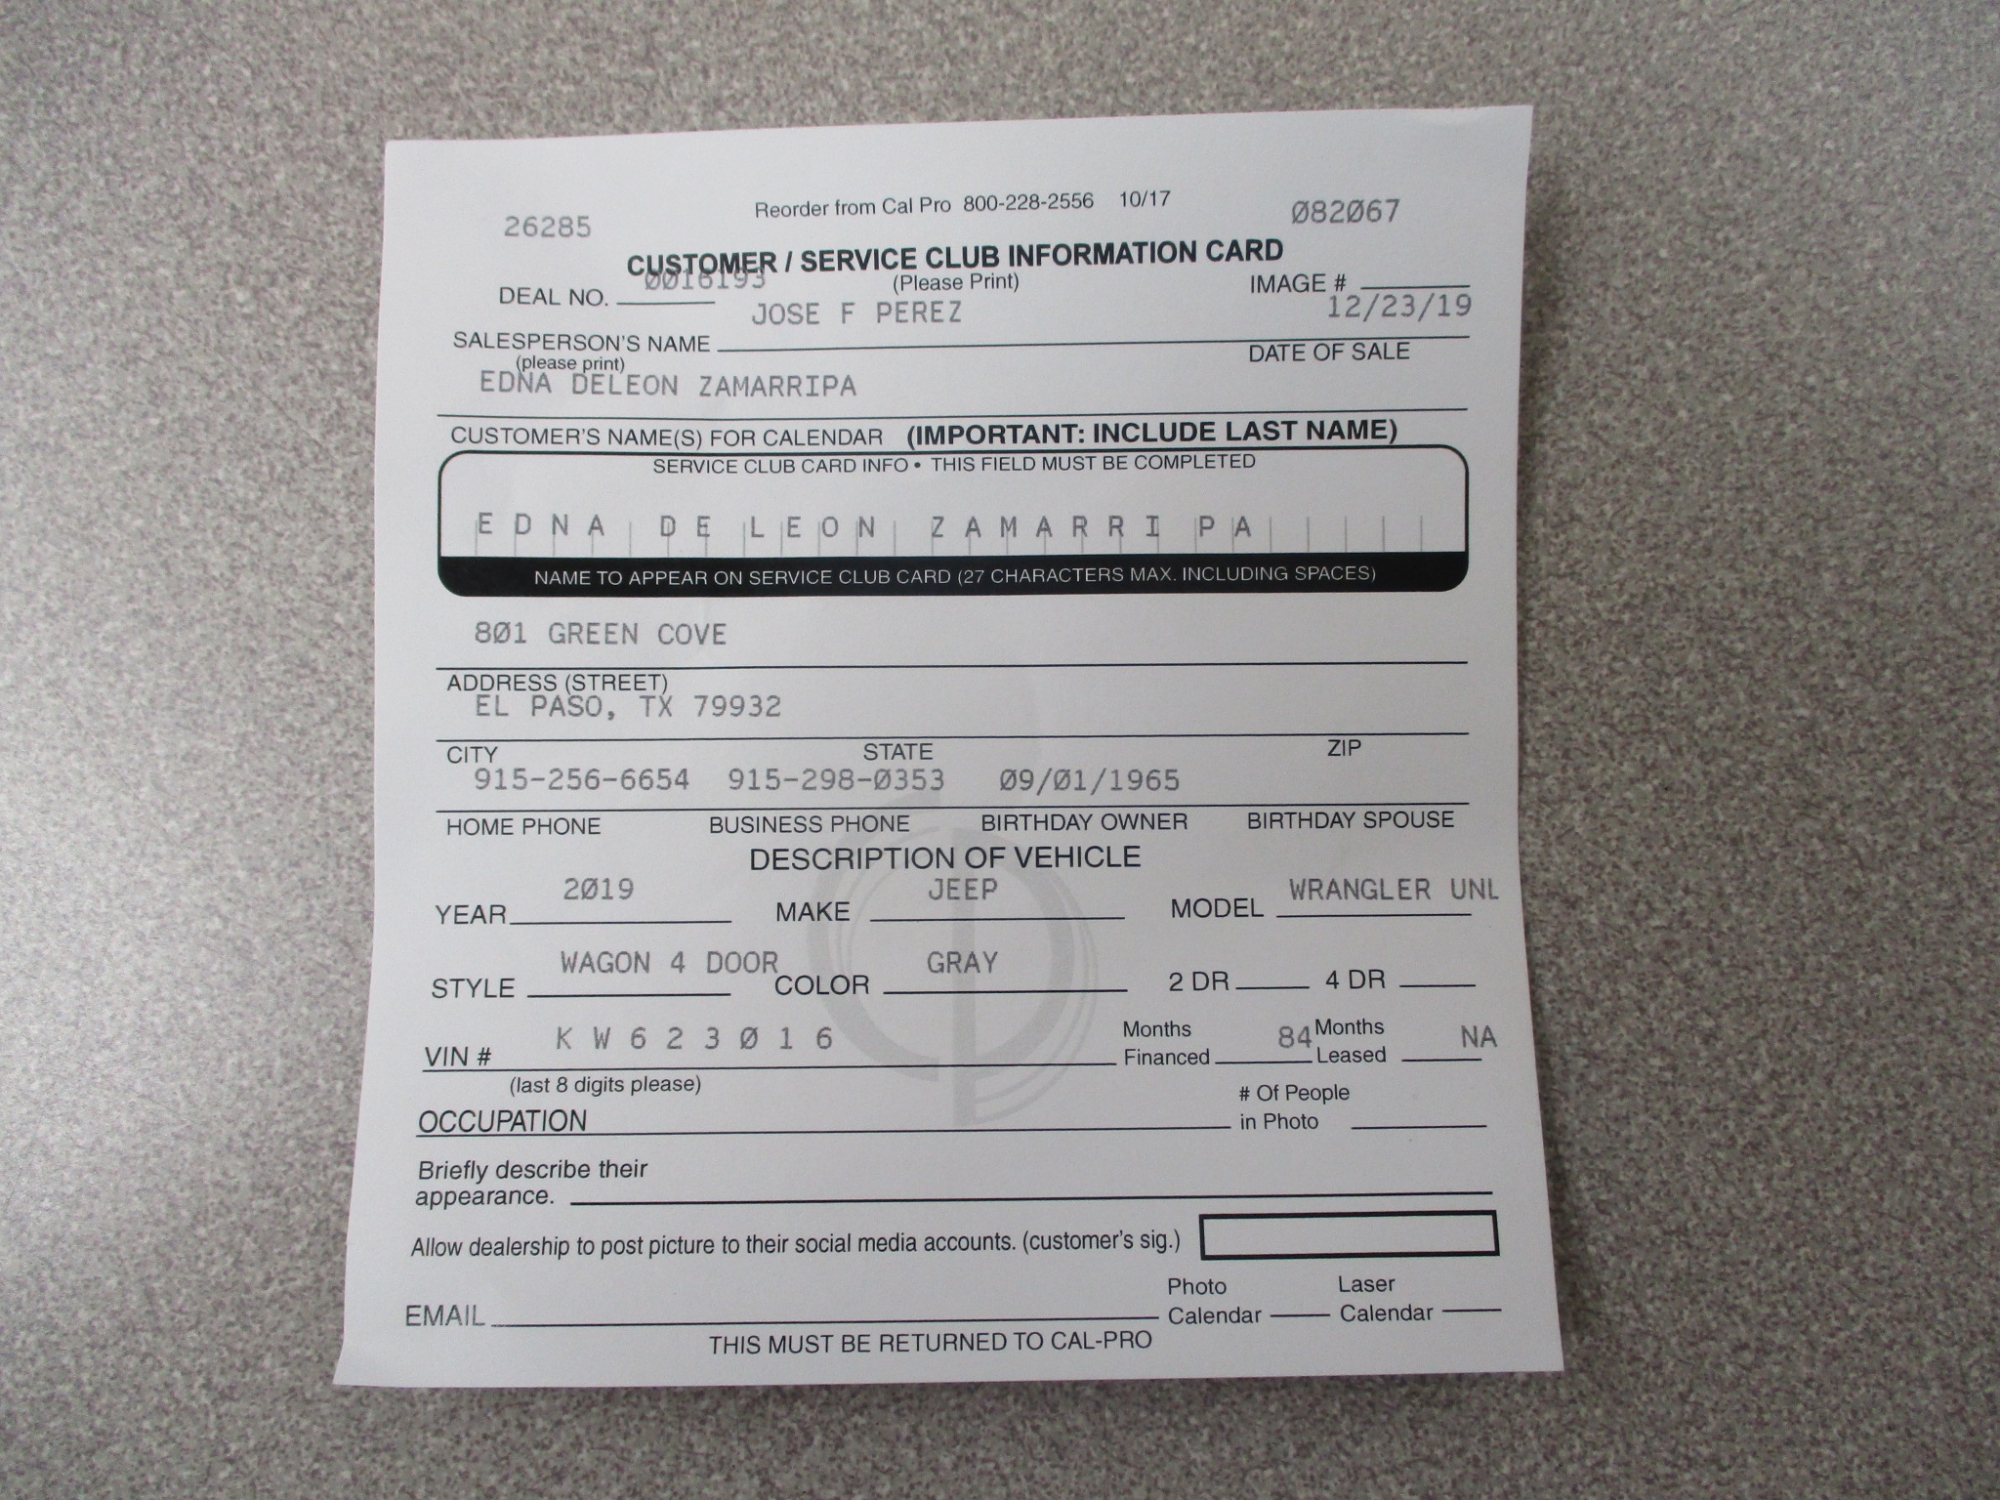 Reorder from Cal Pro 800-228-2556 10/17
26285 082067
CUSTOMER / SERVICE CLUB INFORMATION CARD
DEAL NO. 0016193 (Please Print) IMAGE #
JOSE F PEREZ 12/23/19
SALESPERSON'S NAME DATE OF SALE
(please print)
EDNA DELEON ZAMARRIPA
CUSTOMER'S NAME(S) FOR CALENDAR (IMPORTANT: INCLUDE LAST NAME)
SERVICE CLUB CARD INFO • THIS FIELD MUST BE COMPLETED
E D N A D E L E O N Z A M A R R I P A
NAME TO APPEAR ON SERVICE CLUB CARD (27 CHARACTERS MAX. INCLUDING SPACES)
801 GREEN COVE
ADDRESS (STREET)
EL PASO, TX 79932
CITY STATE ZIP
915-256-6654 915-298-0353 09/01/1965
HOME PHONE BUSINESS PHONE BIRTHDAY OWNER BIRTHDAY SPOUSE
DESCRIPTION OF VEHICLE
YEAR 2019 MAKE JEEP MODEL WRANGLER UNL
STYLE WAGON 4 DOOR COLOR GRAY 2 DR 4 DR
VIN # K W 6 2 3 0 1 6 Months Financed 84 Months Leased NA
(last 8 digits please)
OCCUPATION # Of People in Photo
Briefly describe their
appearance.
Allow dealership to post picture to their social media accounts. (customer's sig.)
EMAIL Photo Calendar Laser Calendar
THIS MUST BE RETURNED TO CAL-PRO